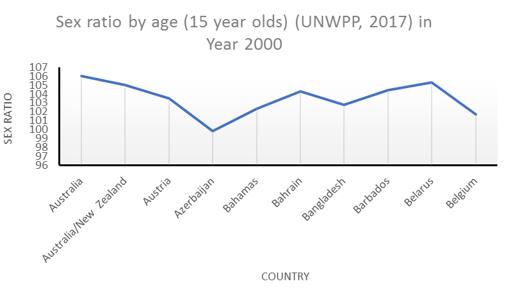 Sex ratio by age (15 year olds) (UNWPP, 2017) in
Year 2000
SEX RATIO
107
106
105
104
103
102
101
100
99
98
97
96
Australia
Australia/New Zealand
Austria
Azerbaijan
Bahamas
Bahrain
Bangladesh
Barbados
Belarus
Belgium
COUNTRY